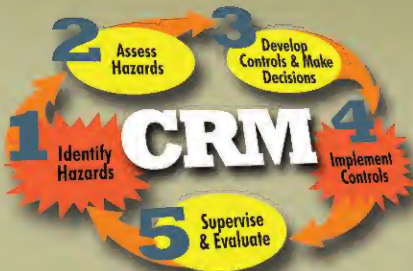 1
Identify
Hazards
2
Assess
Hazards
3
Develop
Controls & Make
Decisions
4
Implement
Controls
5
Supervise
& Evaluate
CRM